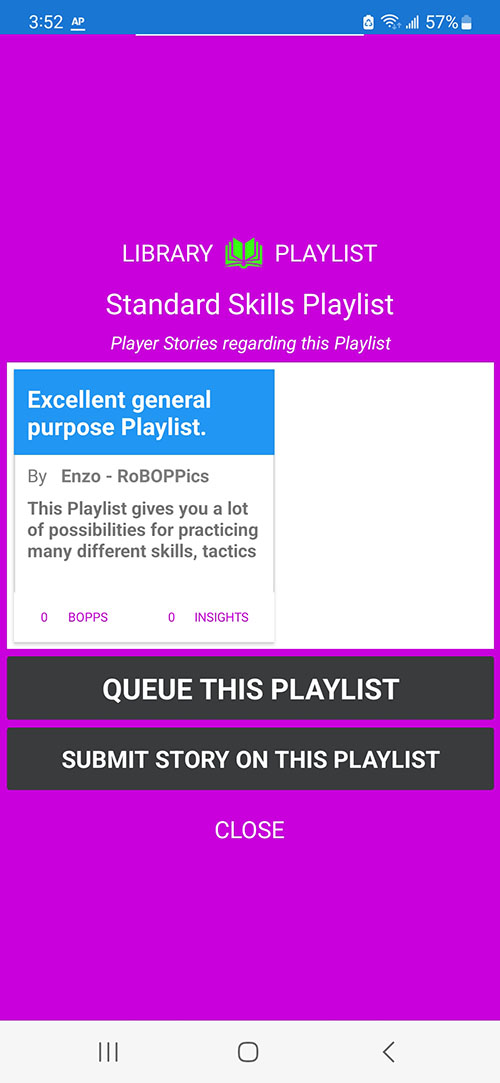 3:52 AP 57%
LIBRARY PLAYLIST
Standard Skills Playlist
Player Stories regarding this Playlist
Excellent general
purpose Playlist.
By Enzo - RoBOPPics
This Playlist gives you a lot
of possibilities for practicing
many different skills, tactics
0 BOPPS 0 INSIGHTS
QUEUE THIS PLAYLIST
SUBMIT STORY ON THIS PLAYLIST
CLOSE